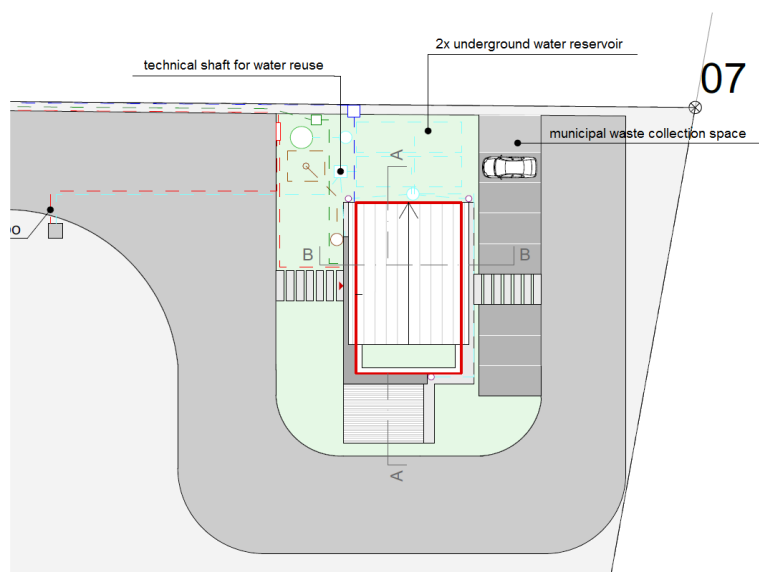 2x underground water reservoir
technical shaft for water reuse
07
municipal waste collection space
A
B
B
A